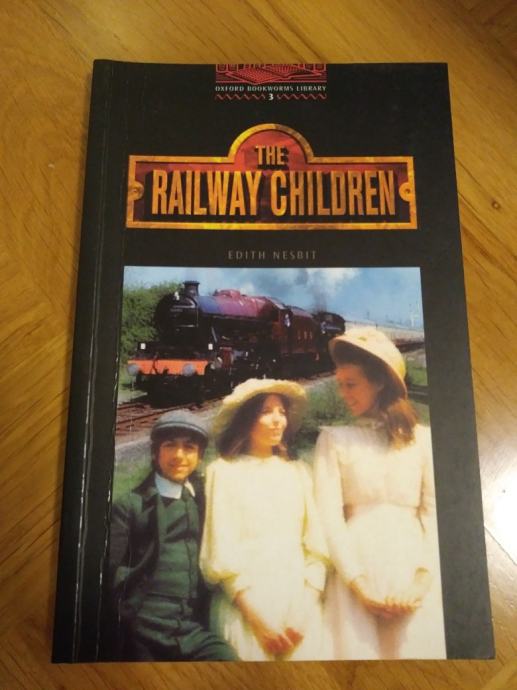 OXFORD BOOKWORMS LIBRARY
3
THE
RAILWAY CHILDREN
EDITH NESBIT